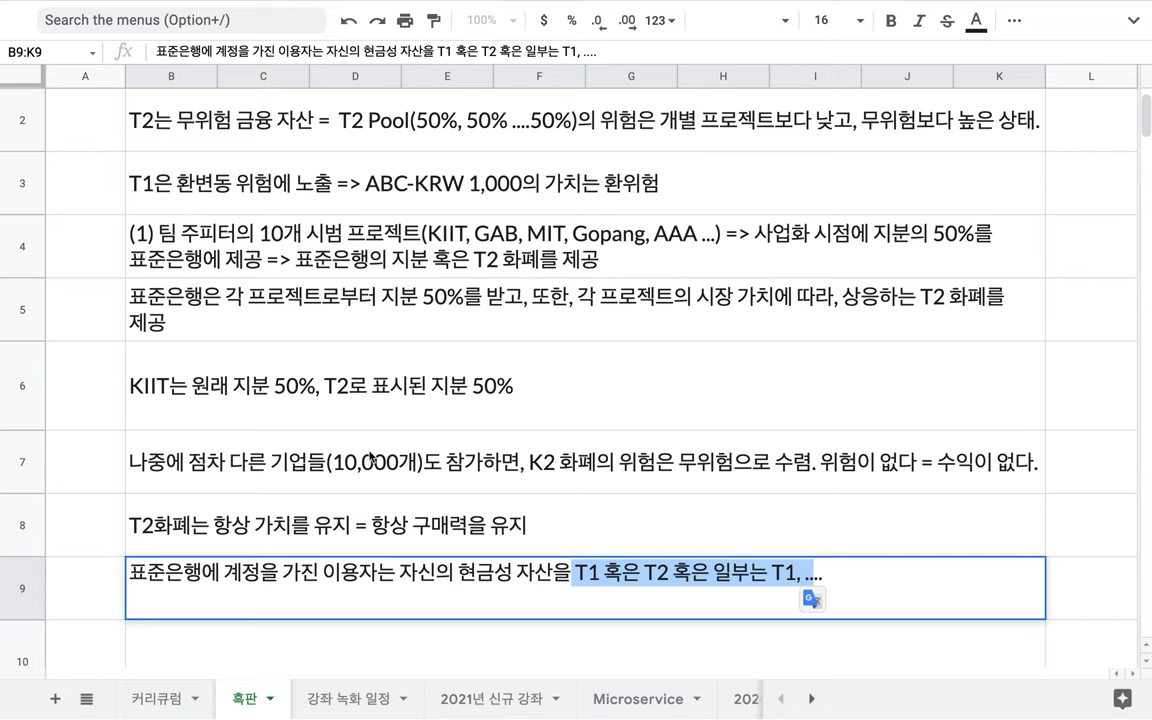 Search the menus (Option+/)
100%
$ % .0 .00 123
16
B I S A
B9:K9
fx
표준은행에 계정을 가진 이용자는 자신의 현금성 자산을 T1 혹은 T2 혹은 일부는 T1, ....
A B C D E F G H I J K L
2
T2는 무위험 금융 자산 = T2 Pool(50%, 50% ....50%)의 위험은 개별 프로젝트보다 낮고, 무위험보다 높은 상태.
3
T1은 환변동 위험에 노출 => ABC-KRW 1,000의 가치는 환위험
4
(1) 팀 주피터의 10개 시범 프로젝트(KIIT, GAB, MIT, Gopang, AAA ...) => 사업화 시점에 지분의 50%를
표준은행에 제공 => 표준은행의 지분 혹은 T2 화폐를 제공
5
표준은행은 각 프로젝트로부터 지분 50%를 받고, 또한, 각 프로젝트의 시장 가치에 따라, 상응하는 T2 화폐를
제공
6
KIIT는 원래 지분 50%, T2로 표시된 지분 50%
7
나중에 점차 다른 기업들(10,000개)도 참가하면, K2 화폐의 위험은 무위험으로 수렴. 위험이 없다 = 수익이 없다.
8
T2화폐는 항상 가치를 유지 = 항상 구매력을 유지
9
표준은행에 계정을 가진 이용자는 자신의 현금성 자산을 T1 혹은 T2 혹은 일부는 T1, ....
10
커리큐럼 흑판 강좌 녹화 일정 2021년 신규 강좌 Microservice 202